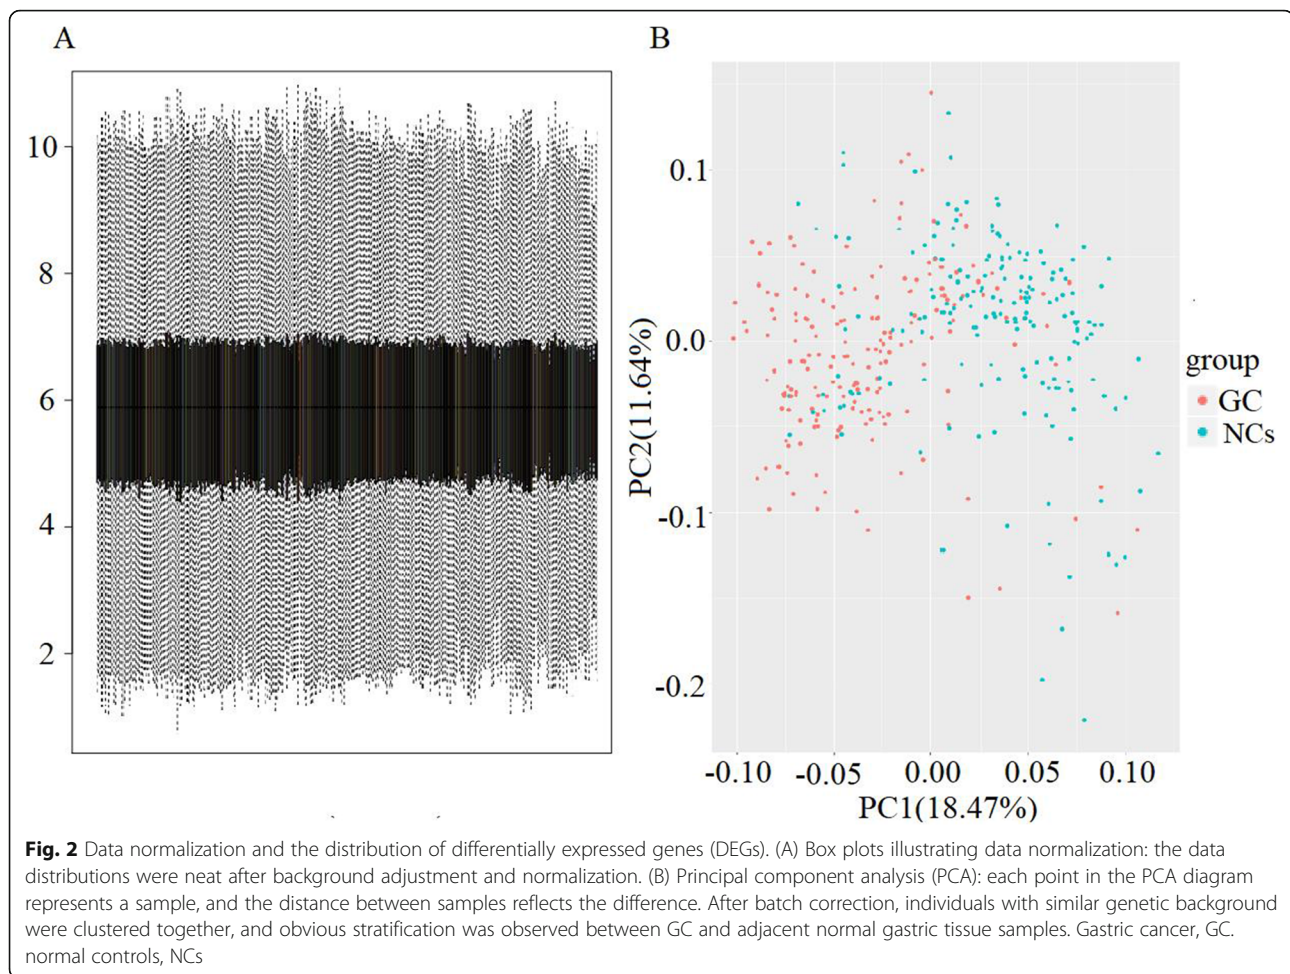 A
B
10
8
6
4
2
0.1
0.0
-0.1
-0.2
PC2(11.64%)
-0.10 -0.05 0.00 0.05 0.10
PC1(18.47%)
group
GC
NCs
Fig. 2 Data normalization and the distribution of differentially expressed genes (DEGs). (A) Box plots illustrating data normalization: the data
distributions were neat after background adjustment and normalization. (B) Principal component analysis (PCA): each point in the PCA diagram
represents a sample, and the distance between samples reflects the difference. After batch correction, individuals with similar genetic background
were clustered together, and obvious stratification was observed between GC and adjacent normal gastric tissue samples. Gastric cancer, GC.
normal controls, NCs